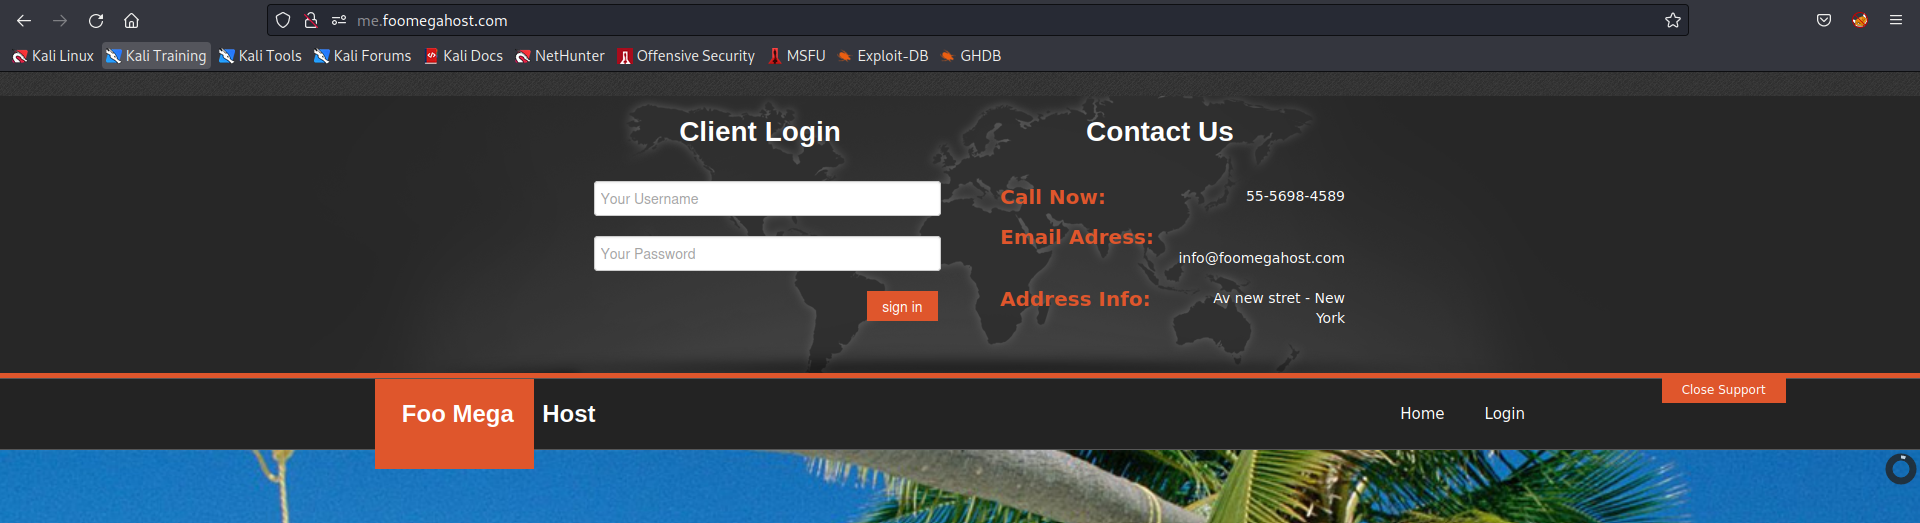 me.foomegahost.com
Kali Linux Kali Training Kali Tools Kali Forums Kali Docs NetHunter Offensive Security MSFU Exploit-DB GHDB
Client Login
Your Username
Your Password
sign in
Contact Us
Call Now: 55-5698-4589
Email Adress:
info@foomegahost.com
Address Info: Av new stret - New
York
Close Support
Foo Mega Host
Home Login